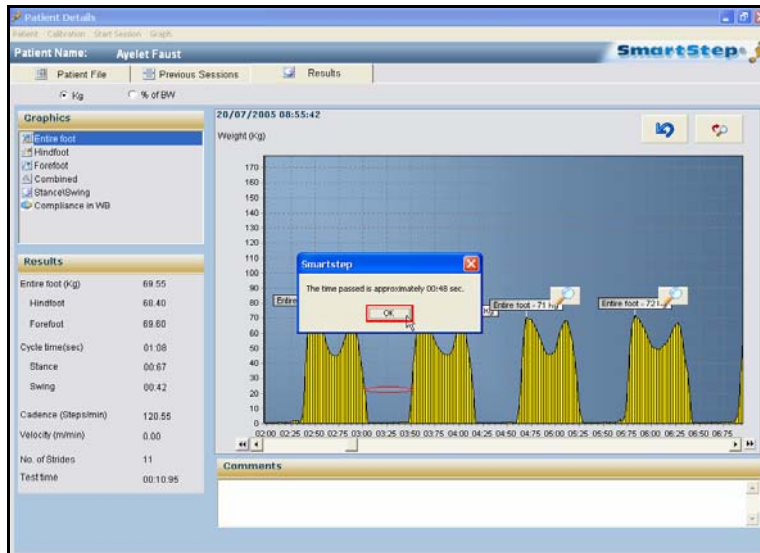 Patient Details
Patient Calibration Start Session Graph
Patient Name: Ayelet Faust
SmartStep
Patient File Previous Sessions Results
Kg % of BW
Graphics
Entire foot
Hindfoot
Forefoot
Combined
Stance\Swing
Compliance in WB
Results
Entire foot (Kg) 69.55
Hindfoot 68.40
Forefoot 69.60
Cycle time(sec) 01:08
Stance 00:67
Swing 00:42
Cadence (Steps/min) 120.55
Velocity (m/min) 0.00
No. of Strides 11
Test time 00:10.95
20/07/2005 08:55:42
Weight (Kg)
170
160
150
140
130
120
110
100
90
80
70
60
50
40
30
20
10
0
Smartstep
The time passed is approximately 00:48 sec.
OK
Entire
Kg
Entire foot - 71 Kg
Entire foot - 72
02:00 02:25 02:50 02:75 03:00 03:25 03:50 03:75 04:00 04:25 04:50 04:75 05:00 05:25 05:50 05:75 06:00 06:25 06:50 06:75
Comments